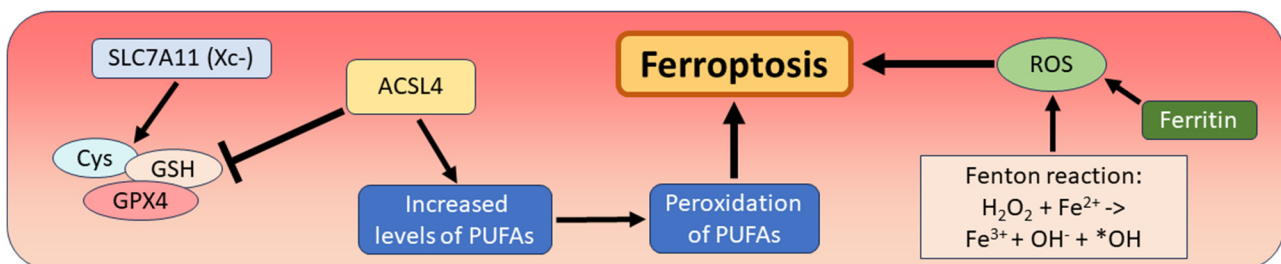 SLC7A11 (Xc-)
Cys
GSH
GPX4
ACSL4
Increased
levels of PUFAs
Peroxidation
of PUFAs
Ferroptosis
ROS
Ferritin
Fenton reaction:
H₂O₂ + Fe²⁺ ->
Fe³⁺ + OH⁻ + *OH